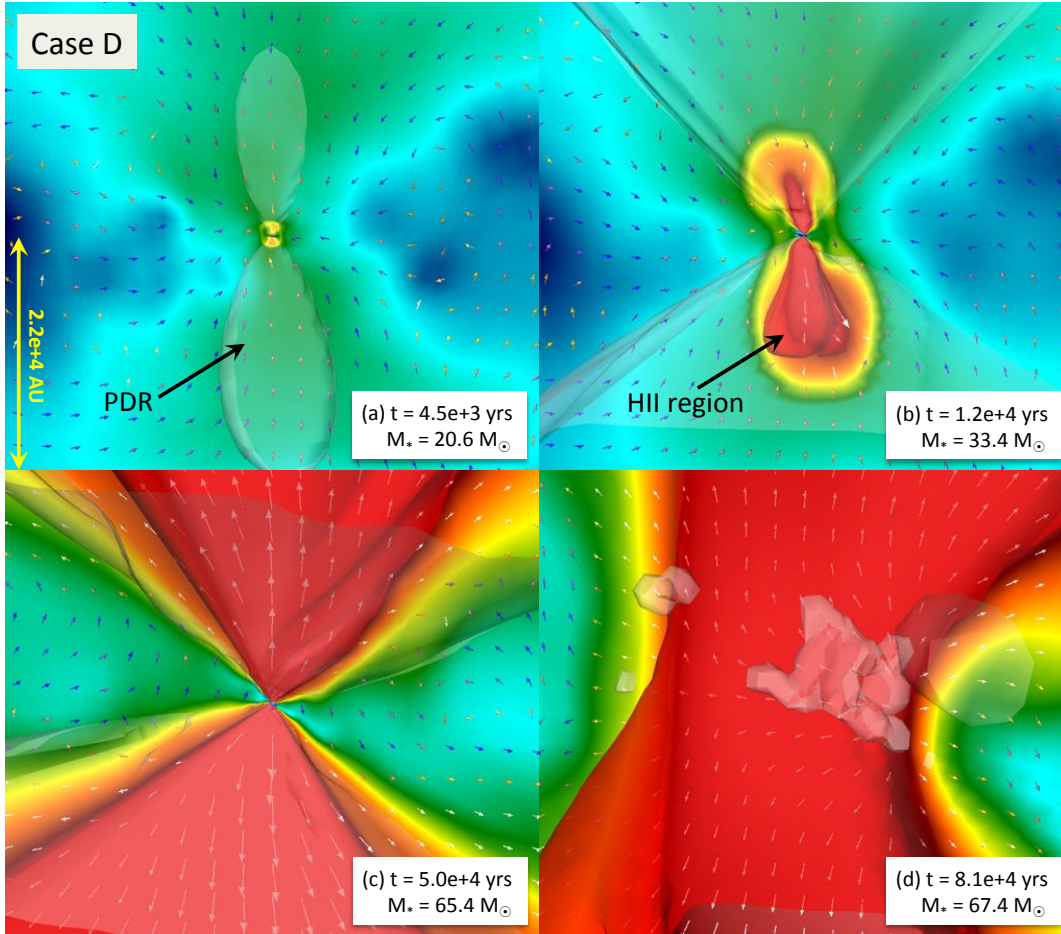 Case D
2.2e+4 AU
PDR
(a) t = 4.5e+3 yrs
M* = 20.6 M☉
HII region
(b) t = 1.2e+4 yrs
M* = 33.4 M☉
(c) t = 5.0e+4 yrs
M* = 65.4 M☉
(d) t = 8.1e+4 yrs
M* = 67.4 M☉